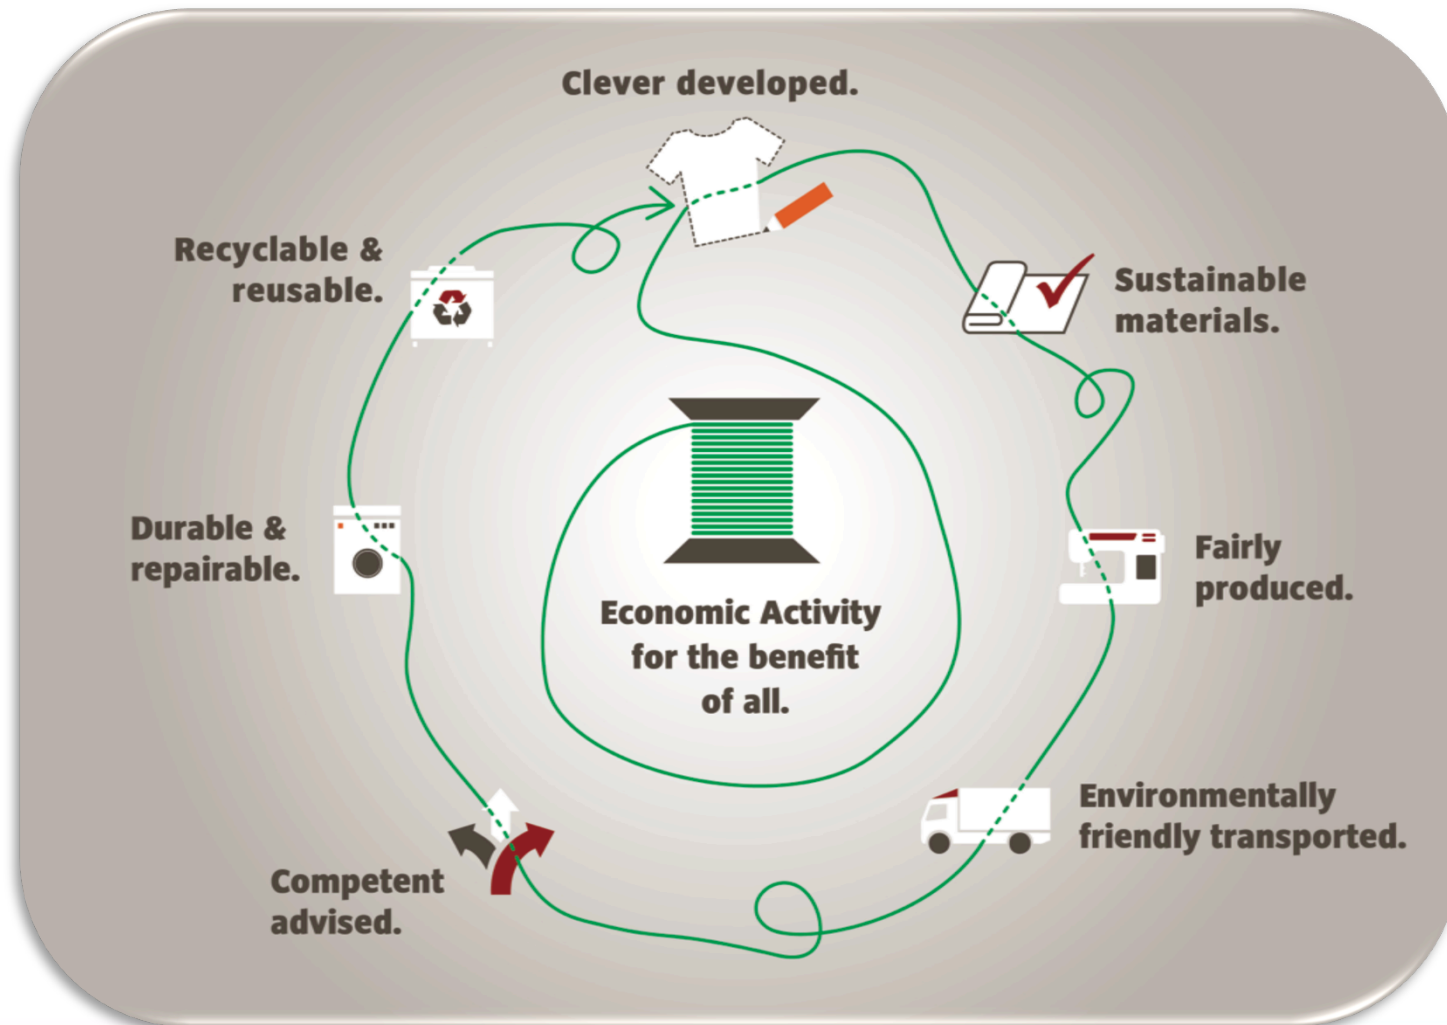 Clever developed.
Sustainable
materials.
Fairly
produced.
Environmentally
friendly transported.
Competent
advised.
Durable &
repairable.
Recyclable &
reusable.
Economic Activity
for the benefit
of all.